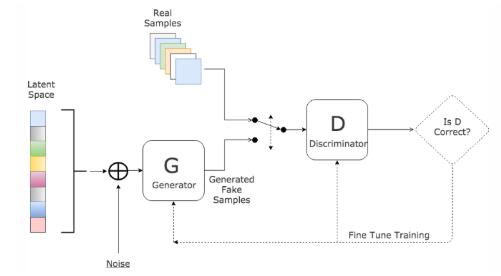 Real
Samples
Latent
Space
D
Discriminator
Is D
Correct?
G
Generator
Generated
Fake
Samples
Fine Tune Training
Noise